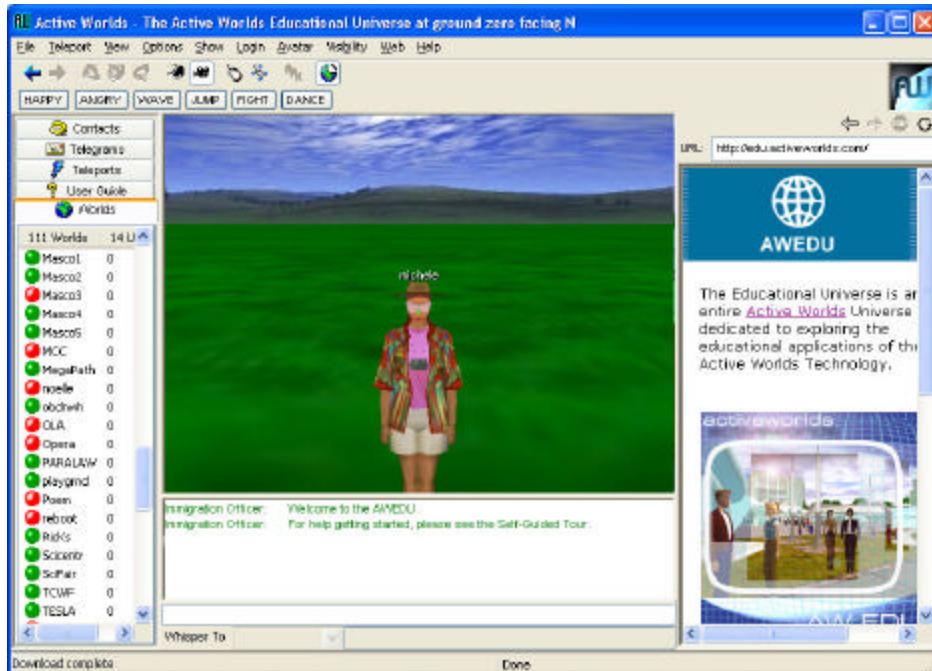 Active Worlds - The Active Worlds Educational Universe at ground zero facing N
File Teleport View Options Show Login Avatar Visibility Web Help
HAPPY ANGRY WAVE JUMP FIGHT DANCE
Contacts
Telegrams
Teleports
User Guide
Worlds
111 Worlds 14 U
Masco1 0
Masco2 0
Masco3 0
Masco4 0
Masco5 0
MCC 0
MegaPath 0
noelle 0
0
OLA 0
Opera 0
PARALAW 0
playgrnd 0
Poem 0
reboot 0
Rick's 0
Scicentr 0
SciFair 0
TCWF 0
TESLA 0
michele
Immigration Officer: Welcome to the AWEDU.
Immigration Officer: For help getting started, please see the Self-Guided Tour.
Whisper To
AW
URL: http://edu.activeworlds.com/
AWEDU
The Educational Universe is an
entire Active Worlds Universe
dedicated to exploring the
educational applications of the
Active Worlds Technology.
activeworlds
AW EDU
Download complete
Done